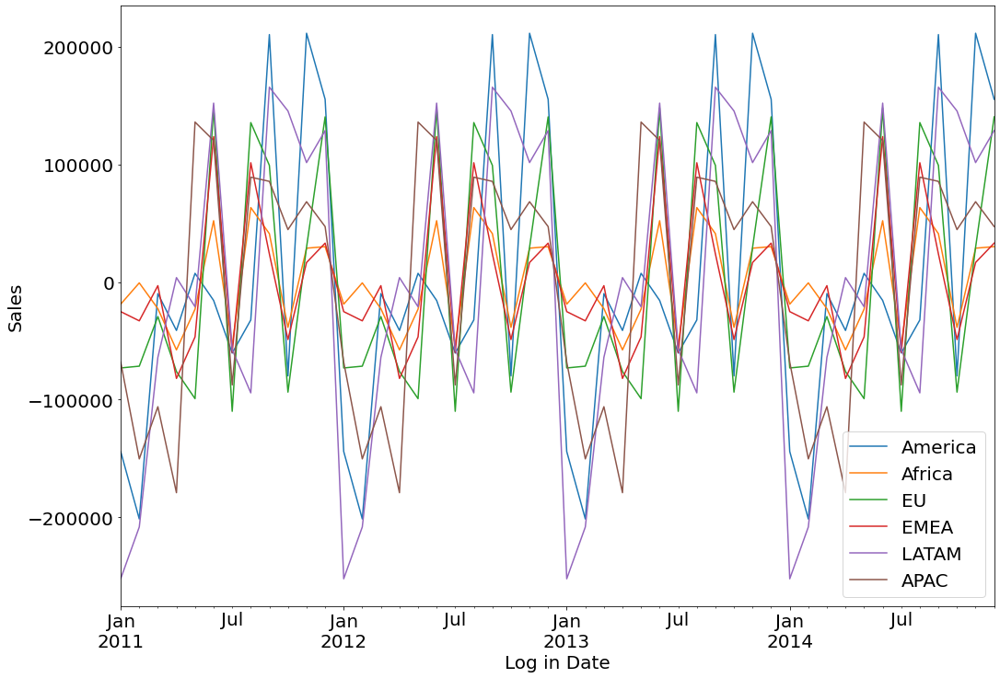 200000
100000
0
−100000
−200000
Sales
Jan
2011
Jul
Jan
2012
Jul
Jan
2013
Jul
Jan
2014
Jul
Log in Date
America
Africa
EU
EMEA
LATAM
APAC